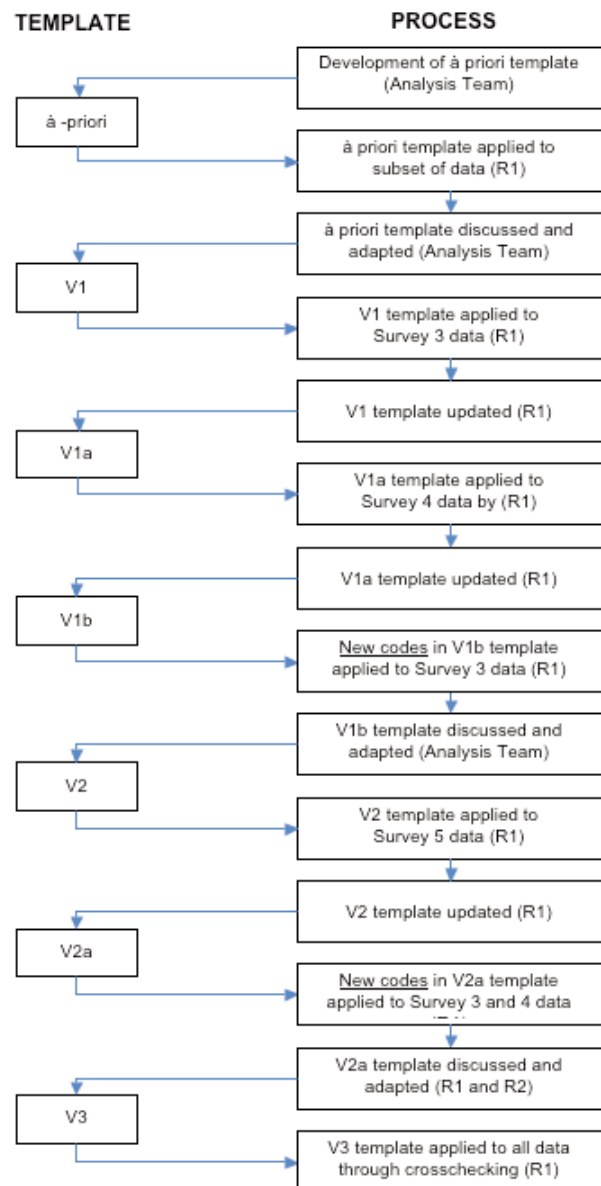 TEMPLATE
PROCESS
Development of à priori template
(Analysis Team)
à -priori
à priori template applied to
subset of data (R1)
à priori template discussed and
adapted (Analysis Team)
V1
V1 template applied to
Survey 3 data (R1)
V1 template updated (R1)
V1a
V1a template applied to
Survey 4 data by (R1)
V1a template updated (R1)
V1b
New codes in V1b template
applied to Survey 3 data (R1)
V1b template discussed and
adapted (Analysis Team)
V2
V2 template applied to
Survey 5 data (R1)
V2 template updated (R1)
V2a
New codes in V2a template
applied to Survey 3 and 4 data
V2a template discussed and
adapted (R1 and R2)
V3
V3 template applied to all data
through crosschecking (R1)